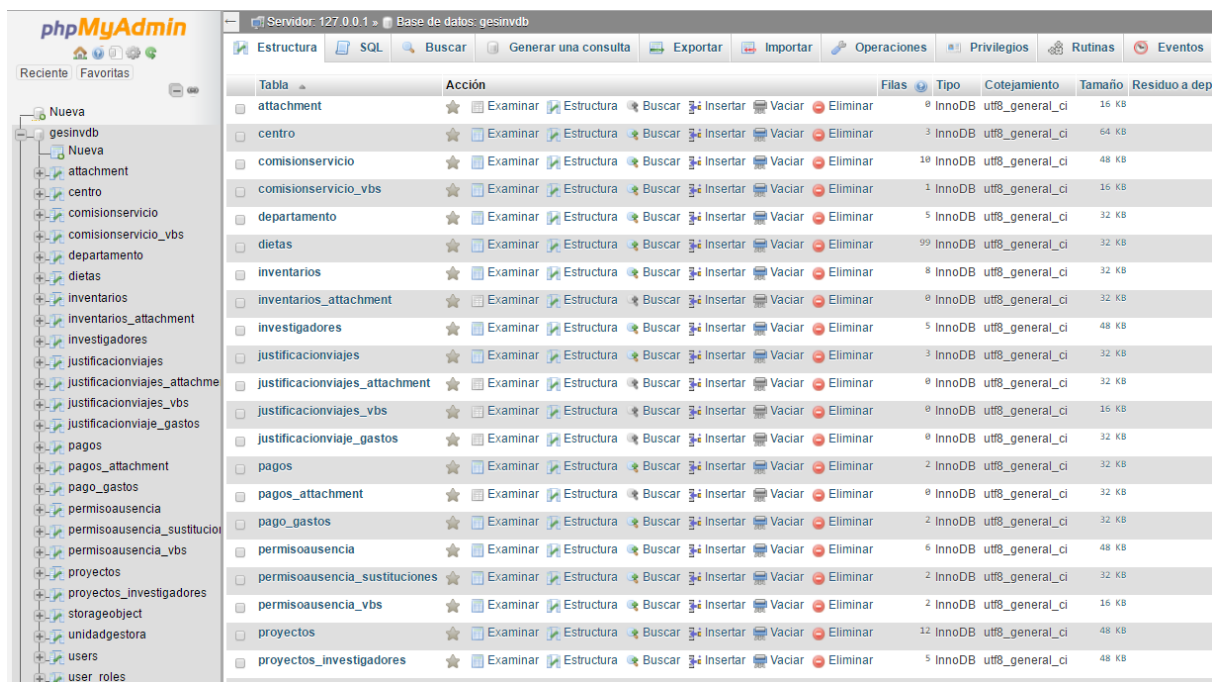 phpMyAdmin
Reciente Favoritas
Nueva
gesinvdb
Nueva
attachment
centro
comisionservicio
comisionservicio_vbs
departamento
dietas
inventarios
inventarios_attachment
investigadores
justificacionviajes
justificacionviajes_attachme
justificacionviajes_vbs
justificacionviaje_gastos
pagos
pagos_attachment
pago_gastos
permisoausencia
permisoausencia_sustitucion
permisoausencia_vbs
proyectos
proyectos_investigadores
storageobject
unidadgestora
users
user_roles
Servidor: 127.0.0.1 » Base de datos: gesinvdb
Estructura SQL Buscar Generar una consulta Exportar Importar Operaciones Privilegios Rutinas Eventos
Tabla Acción Filas Tipo Cotejamiento Tamaño Residuo a dep
attachment Examinar Estructura Buscar Insertar Vaciar Eliminar 0 InnoDB utf8_general_ci 16 KB
centro Examinar Estructura Buscar Insertar Vaciar Eliminar 3 InnoDB utf8_general_ci 64 KB
comisionservicio Examinar Estructura Buscar Insertar Vaciar Eliminar 10 InnoDB utf8_general_ci 48 KB
comisionservicio_vbs Examinar Estructura Buscar Insertar Vaciar Eliminar 1 InnoDB utf8_general_ci 16 KB
departamento Examinar Estructura Buscar Insertar Vaciar Eliminar 5 InnoDB utf8_general_ci 32 KB
dietas Examinar Estructura Buscar Insertar Vaciar Eliminar 99 InnoDB utf8_general_ci 32 KB
inventarios Examinar Estructura Buscar Insertar Vaciar Eliminar 8 InnoDB utf8_general_ci 32 KB
inventarios_attachment Examinar Estructura Buscar Insertar Vaciar Eliminar 0 InnoDB utf8_general_ci 32 KB
investigadores Examinar Estructura Buscar Insertar Vaciar Eliminar 5 InnoDB utf8_general_ci 48 KB
justificacionviajes Examinar Estructura Buscar Insertar Vaciar Eliminar 3 InnoDB utf8_general_ci 32 KB
justificacionviajes_attachment Examinar Estructura Buscar Insertar Vaciar Eliminar 0 InnoDB utf8_general_ci 32 KB
justificacionviajes_vbs Examinar Estructura Buscar Insertar Vaciar Eliminar 0 InnoDB utf8_general_ci 16 KB
justificacionviaje_gastos Examinar Estructura Buscar Insertar Vaciar Eliminar 0 InnoDB utf8_general_ci 32 KB
pagos Examinar Estructura Buscar Insertar Vaciar Eliminar 2 InnoDB utf8_general_ci 32 KB
pagos_attachment Examinar Estructura Buscar Insertar Vaciar Eliminar 0 InnoDB utf8_general_ci 32 KB
pago_gastos Examinar Estructura Buscar Insertar Vaciar Eliminar 2 InnoDB utf8_general_ci 32 KB
permisoausencia Examinar Estructura Buscar Insertar Vaciar Eliminar 6 InnoDB utf8_general_ci 48 KB
permisoausencia_sustituciones Examinar Estructura Buscar Insertar Vaciar Eliminar 2 InnoDB utf8_general_ci 32 KB
permisoausencia_vbs Examinar Estructura Buscar Insertar Vaciar Eliminar 2 InnoDB utf8_general_ci 16 KB
proyectos Examinar Estructura Buscar Insertar Vaciar Eliminar 12 InnoDB utf8_general_ci 48 KB
proyectos_investigadores Examinar Estructura Buscar Insertar Vaciar Eliminar 5 InnoDB utf8_general_ci 48 KB